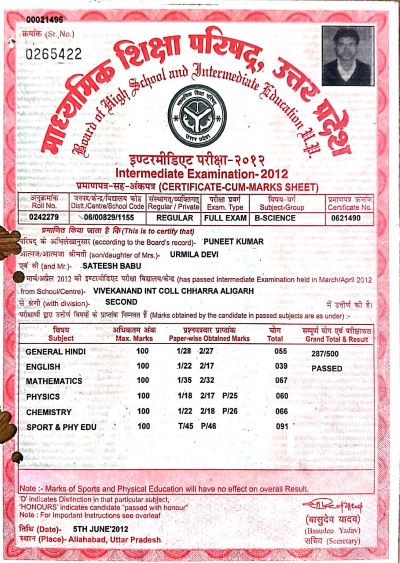 00021495
क्रमांक (Sr. No.)
0265422
माध्यमिक शिक्षा परिषद, उत्तर प्रदेश
Board of High School and Intermediate Education U.P.
इण्टरमीडिएट परीक्षा-२०१२
Intermediate Examination-2012
प्रमाणपत्र-सह-अंकपत्र (CERTIFICATE-CUM-MARKS SHEET)
अनुक्रमांक जनपद/केन्द्र/विद्यालय कोड संस्थागत/व्यक्तिगत परीक्षा प्रवर्ग विषय-वर्ग प्रमाणपत्र क्रमांक
Roll No. Distt./Centre/School Code Regular / Private Exam. Type Subject-Group Certificate No.
0242279 06/00829/1155 REGULAR FULL EXAM B-SCIENCE 0621490
प्रमाणित किया जाता है कि (This is to certify that)
परिषद के अभिलेखानुसार (according to the Board's record)- PUNEET KUMAR
आत्मज/आत्मजा श्रीमती (son/daughter of Mrs.)- URMILA DEVI
एवं श्री (and Mr.)- SATEESH BABU
मार्च/अप्रैल 2012 की इण्टरमीडिएट परीक्षा विद्यालय/केन्द्र (has passed Intermediate Examination held in March/April 2012
from School/Centre)- VIVEKANAND INT COLL CHHARRA ALIGARH
से श्रेणी (with division)- SECOND में उत्तीर्ण की है।
परीक्षार्थी द्वारा उत्तीर्ण विषयों के प्राप्तांक निम्नवत हैं (Marks obtained by the candidate in passed subjects are as under) :-
विषय अधिकतम अंक प्रश्नपत्रवार प्राप्तांक योग सम्पूर्ण योग एवं परीक्षाफल
Subject Max. Marks Paper-wise Obtained Marks Total Grand Total & Result
GENERAL HINDI 100 1/28 2/27 055 287/500
ENGLISH 100 1/22 2/17 039 PASSED
MATHEMATICS 100 1/35 2/32 067
PHYSICS 100 1/18 2/17 P/25 060
CHEMISTRY 100 1/22 2/18 P/26 066
SPORT & PHY EDU 100 T/45 P/46 091
Note :- Marks of Sports and Physical Education will have no effect on overall Result.
'D' indicates Distinction in that particular subject,
'HONOURS' indicates candidate "passed with honour"
Note : For Important Instructions see overleaf
(बासुदेव यादव)
तिथि (Date)- 5TH JUNE'2012
(Basudeo Yadav)
स्थान (Place)- Allahabad, Uttar Pradesh
सचिव (Secretary)